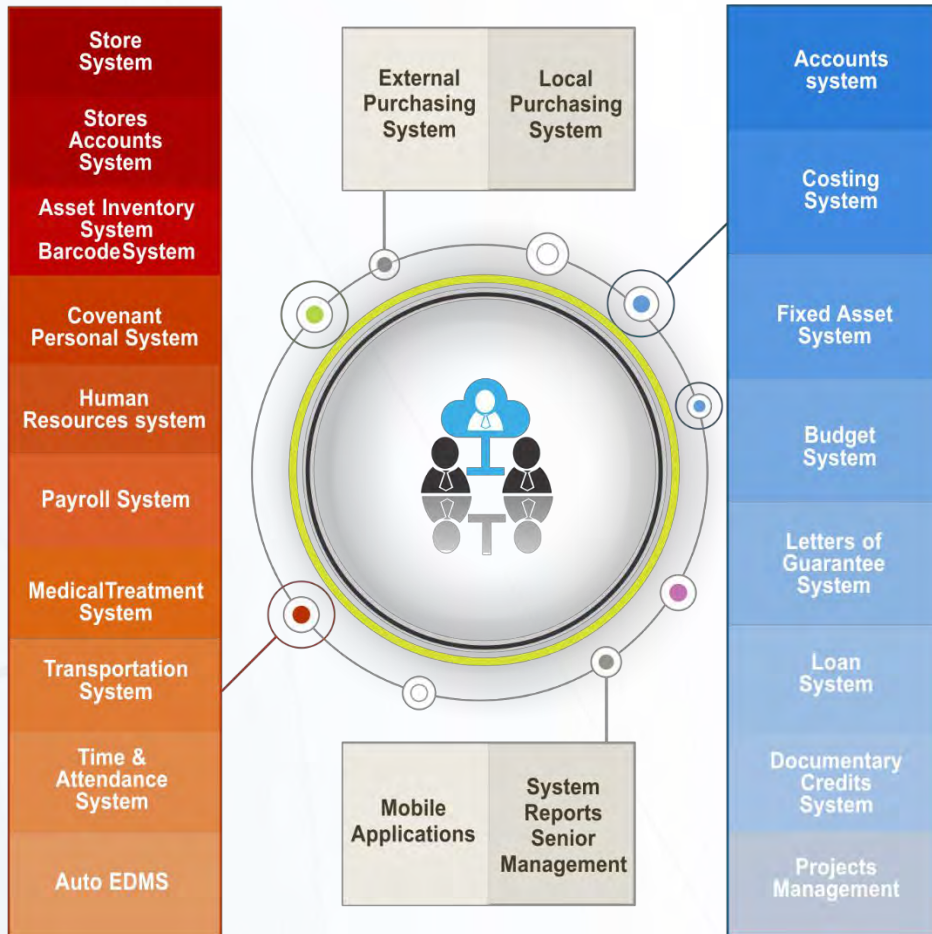 Store
System
Stores
Accounts
System
Asset Inventory
System
BarcodeSystem
Covenant
Personal System
Human
Resources system
Payroll System
MedicalTreatment
System
Transportation
System
Time &
Attendance
System
Auto EDMS
External
Purchasing
System
Local
Purchasing
System
Mobile
Applications
System
Reports
Senior
Management
Accounts
system
Costing
System
Fixed Asset
System
Budget
System
Letters of
Guarantee
System
Loan
System
Documentary
Credits
System
Projects
Management